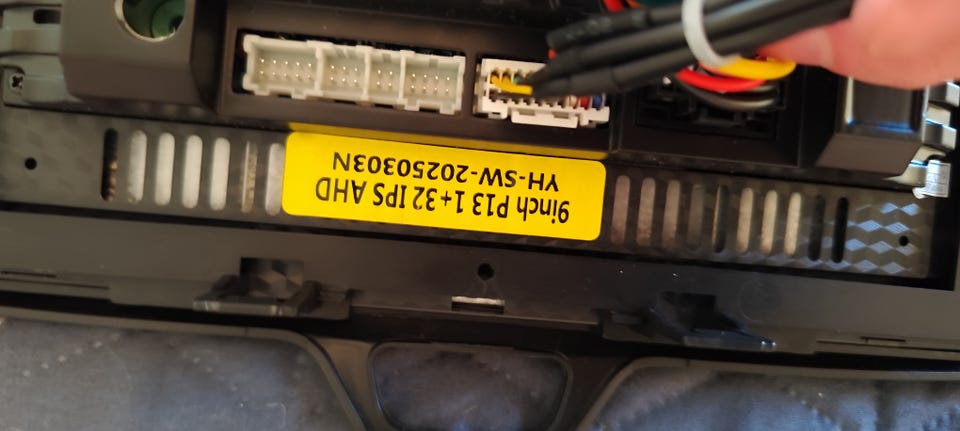 9inch P13 1+32 IPS AHD
YH-SW-20250303N